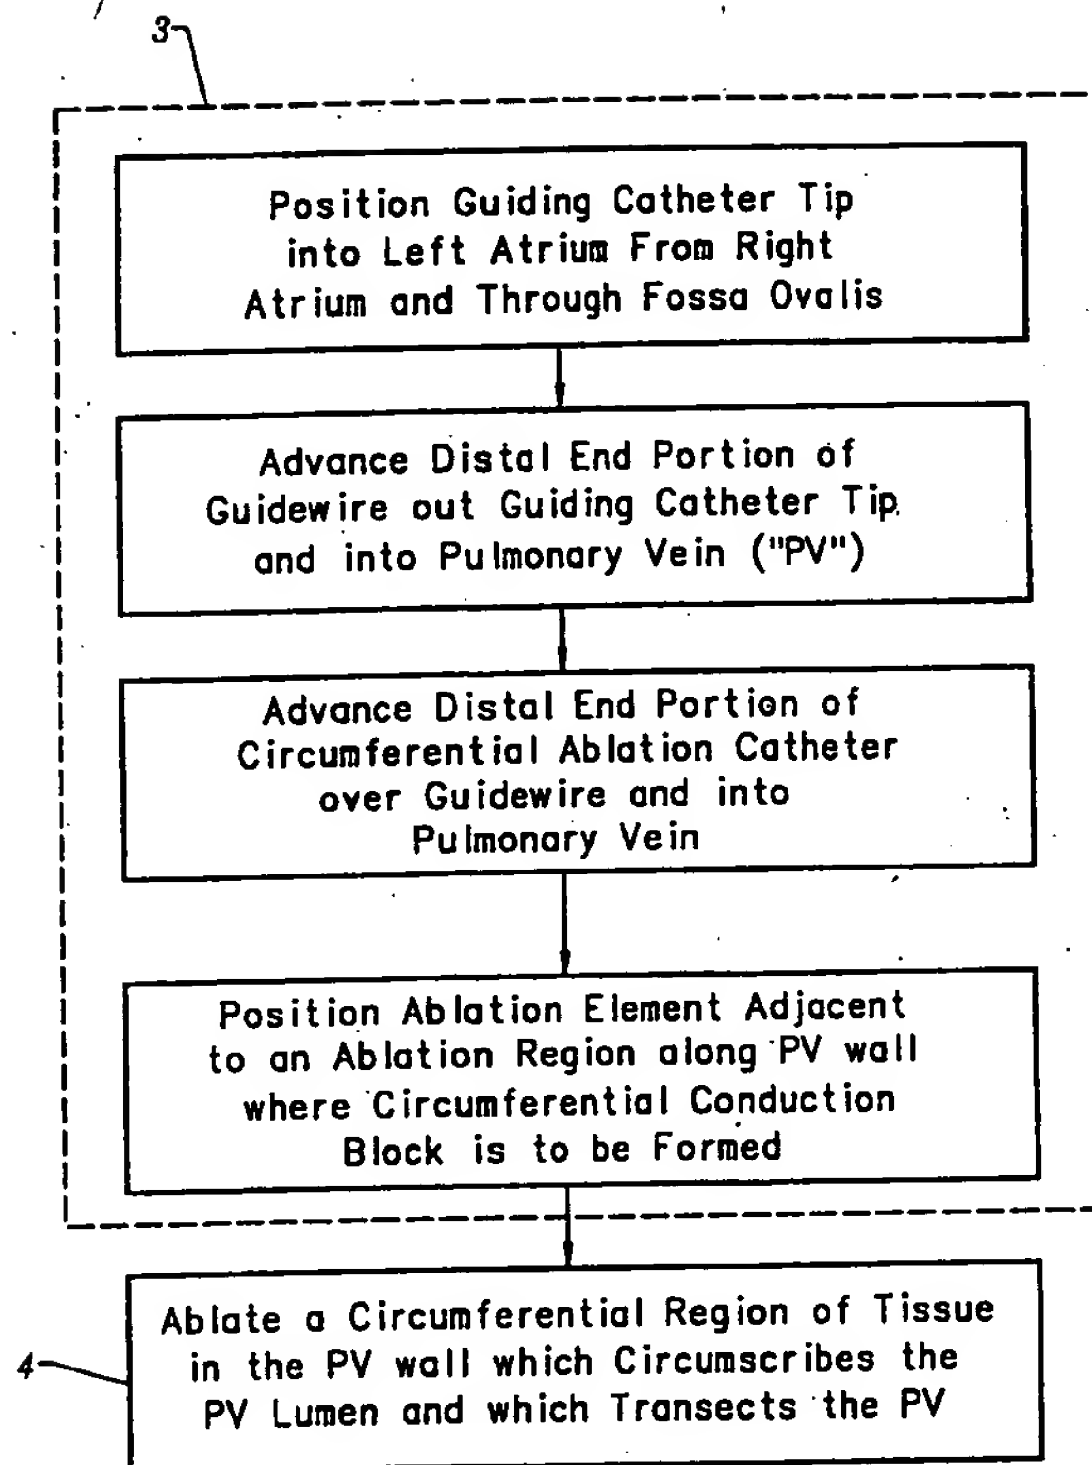 3
Position Guiding Catheter Tip
into Left Atrium From Right
Atrium and Through Fossa Ovalis
Advance Distal End Portion of
Guidewire out Guiding Catheter Tip
and into Pulmonary Vein ("PV")
Advance Distal End Portion of
Circumferential Ablation Catheter
over Guidewire and into
Pulmonary Vein
Position Ablation Element Adjacent
to an Ablation Region along PV wall
where Circumferential Conduction
Block is to be Formed
4
Ablate a Circumferential Region of Tissue
in the PV wall which Circumscribes the
PV Lumen and which Transects the PV